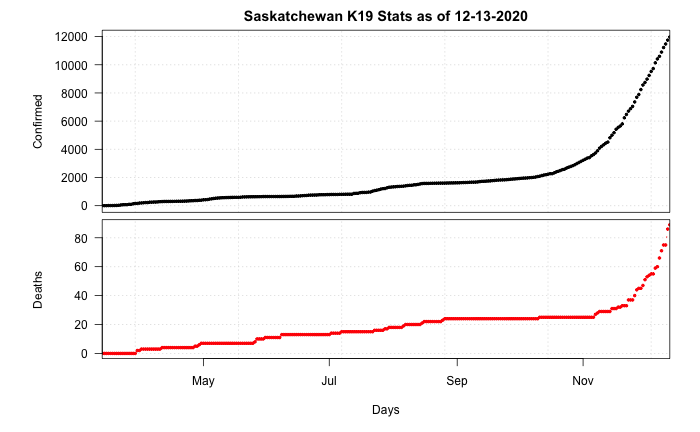 Saskatchewan K19 Stats as of 12-13-2020
Confirmed
12000
10000
8000
6000
4000
2000
0
Deaths
80
60
40
20
0
May Jul Sep Nov
Days